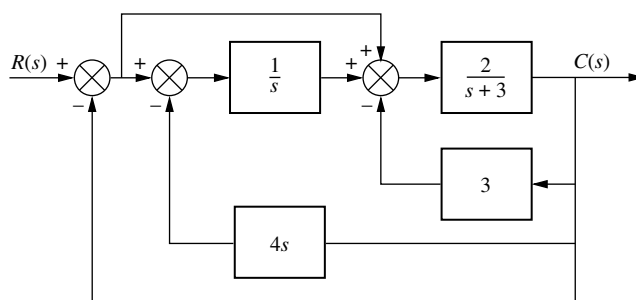 R(s) + − + − 1/s + + − 2/(s + 3) C(s)
3
4s